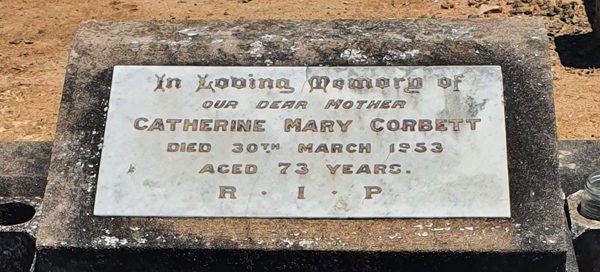 In Loving Memory of
OUR DEAR MOTHER
CATHERINE MARY CORBETT
DIED 30TH MARCH 1953
AGED 73 YEARS.
R · I · P